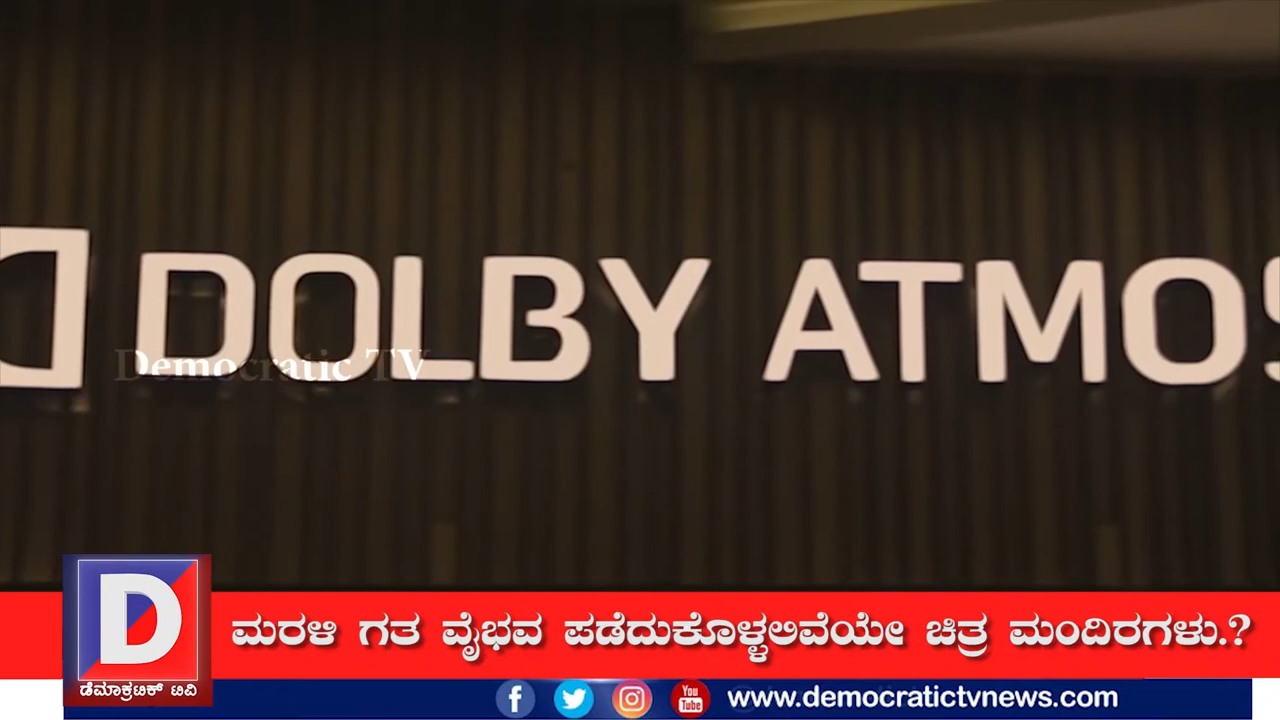 DOLBY ATMOS
Democratic TV
D
ಮರಳಿ ಗತ ವೈಭವ ಪಡೆದುಕೊಳ್ಳಲಿವೆಯೇ ಚಿತ್ರ ಮಂದಿರಗಳು.?
ಡೆಮಾಕ್ರಟಿಕ್ ಟಿವಿ
f You Tube www.democratictvnews.com